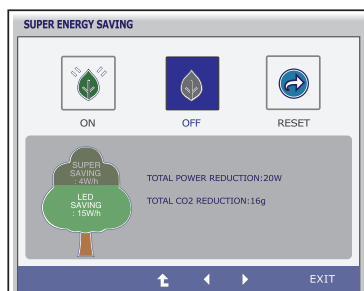 SUPER ENERGY SAVING
ON
OFF
RESET
SUPER
SAVING
: 4W/h
LED
SAVING
: 15W/h
TOTAL POWER REDUCTION:20W
TOTAL CO2 REDUCTION:16g
EXIT